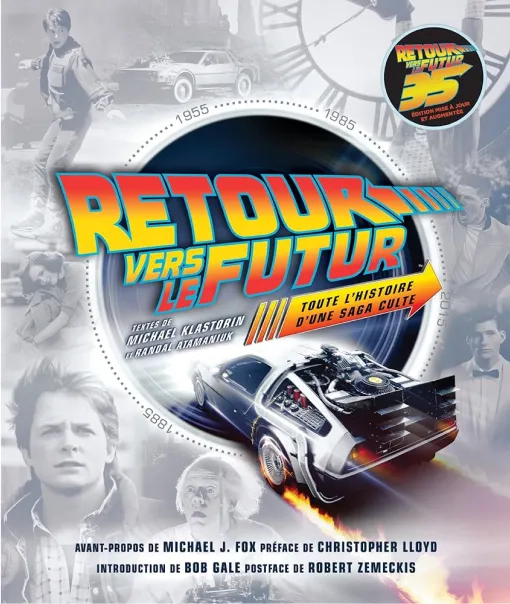 RETOUR
VERS
LE
FUTUR
35
ÉDITION MISE À JOUR
ET AUGMENTÉE
1955
1985
RETOUR
VERS
LE FUTUR
TOUTE L'HISTOIRE
D'UNE SAGA CULTE
TEXTES DE
MICHAEL KLASTORIN
ET RANDAL ATAMANIUK
2015
1885
AVANT-PROPOS DE MICHAEL J. FOX PRÉFACE DE CHRISTOPHER LLOYD
INTRODUCTION DE BOB GALE POSTFACE DE ROBERT ZEMECKIS